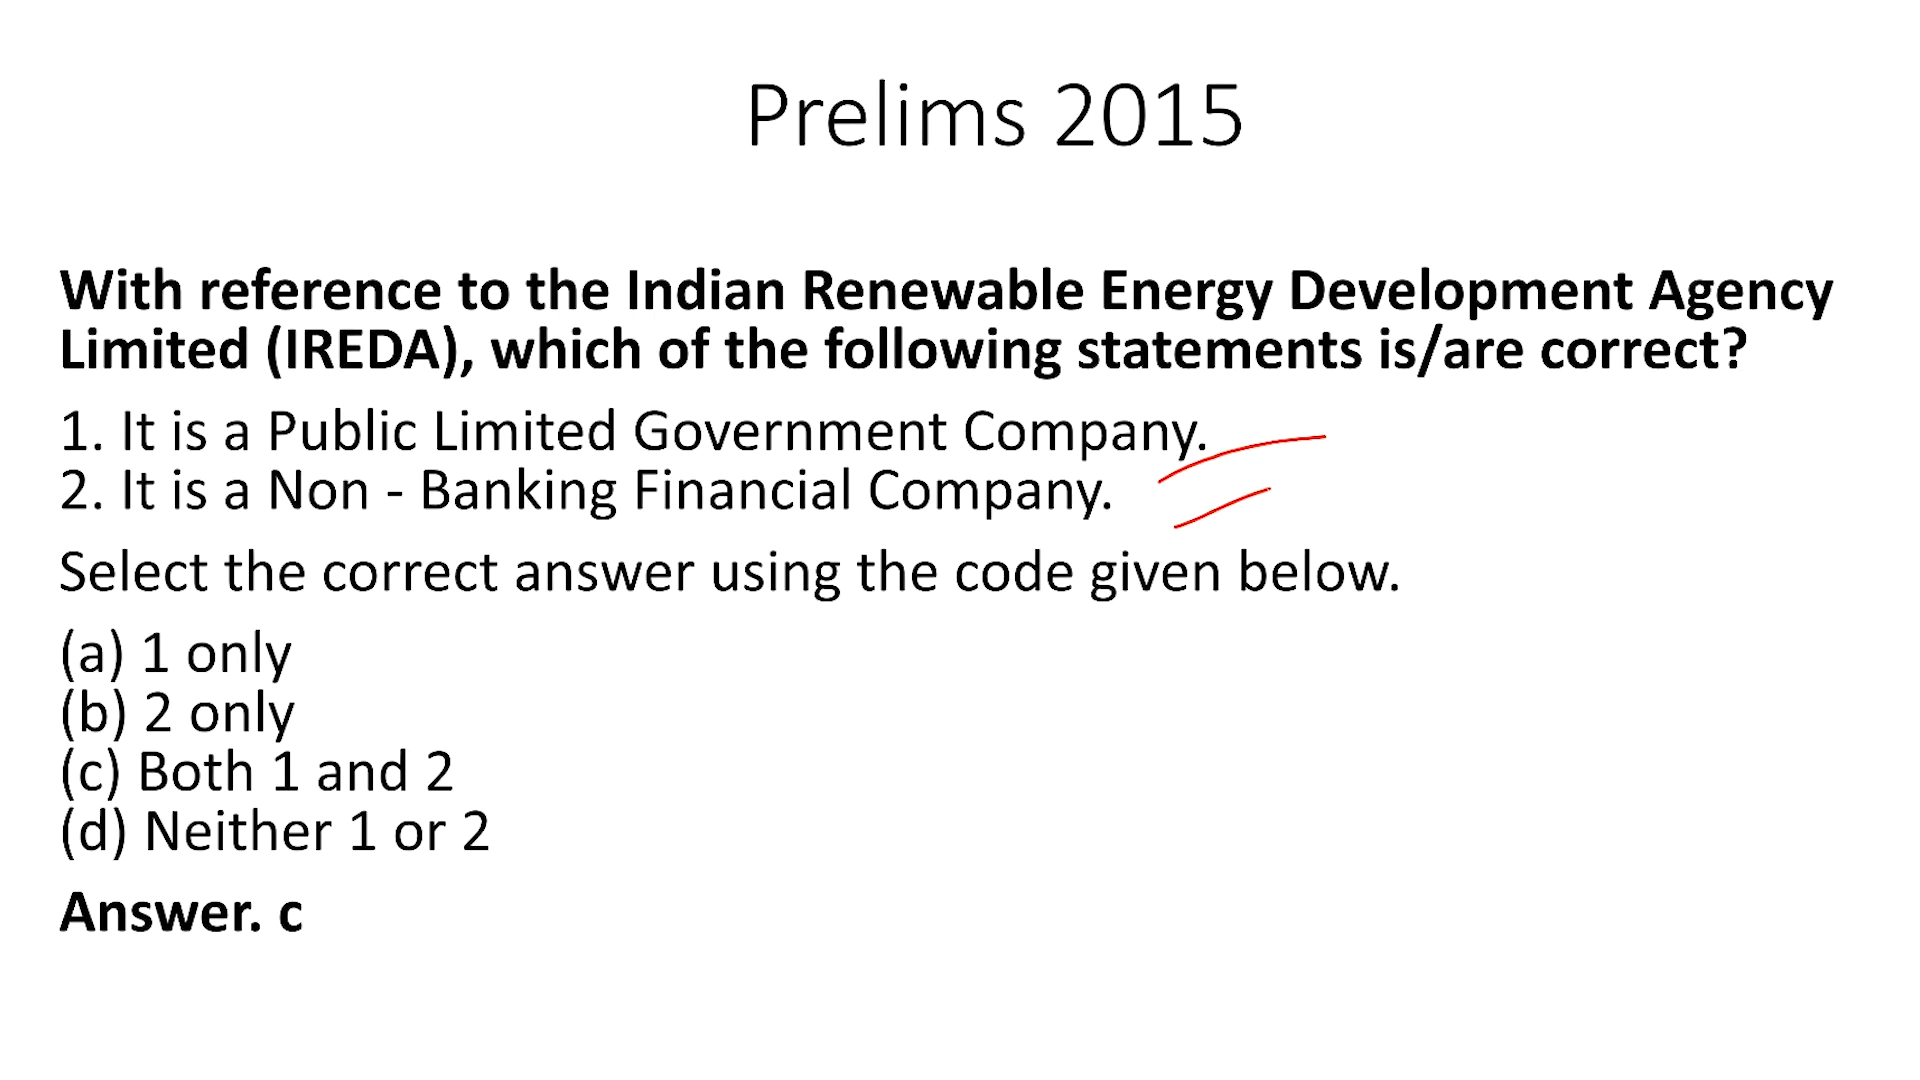 Prelims 2015
With reference to the Indian Renewable Energy Development Agency
Limited (IREDA), which of the following statements is/are correct?
1. It is a Public Limited Government Company.
2. It is a Non - Banking Financial Company.
Select the correct answer using the code given below.
(a) 1 only
(b) 2 only
(c) Both 1 and 2
(d) Neither 1 or 2
Answer. c